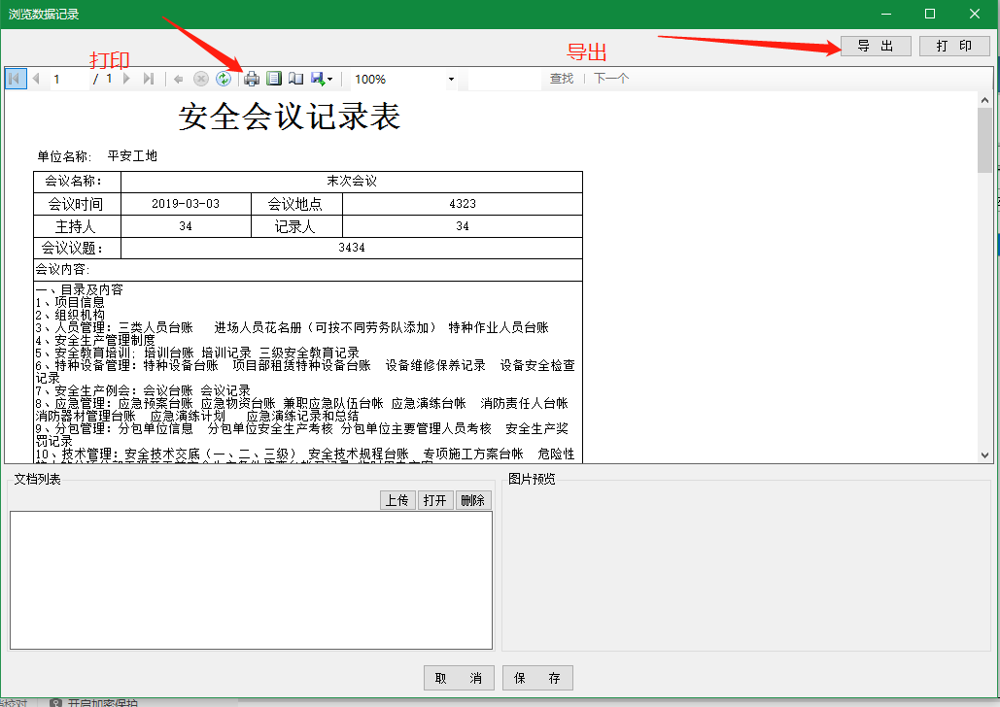 浏览数据记录
导 出 打 印
打印 导出
1 / 1 100% 查找 下一个
安全会议记录表
单位名称: 平安工地
会议名称: 末次会议
会议时间 2019-03-03 会议地点 4323
主持人 34 记录人 34
会议议题: 3434
会议内容:
一、目录及内容
1、项目信息
2、组织机构
3、人员管理：三类人员台账 进场人员花名册（可按不同劳务队添加） 特种作业人员台账
4、安全生产管理制度
5、安全教育培训：培训台账 培训记录 三级安全教育记录
6、特种设备管理：特种设备台账 项目部租赁特种设备台账 设备维修保养记录 设备安全检查
记录
7、安全生产例会：会议台账 会议记录
8、应急管理：应急预案台账 应急物资台账 兼职应急队伍台帐 应急演练台帐 消防责任人台帐
消防器材管理台账 应急演练计划 应急演练记录和总结
9、分包管理：分包单位信息 分包单位安全生产考核 分包单位主要管理人员考核 安全生产奖
罚记录
10、技术管理：安全技术交底（一、二、三级） 安全技术规程台账 专项施工方案台帐 危险性
文档列表 图片预览
上传 打开 删除
取 消 保 存
开启加密保护